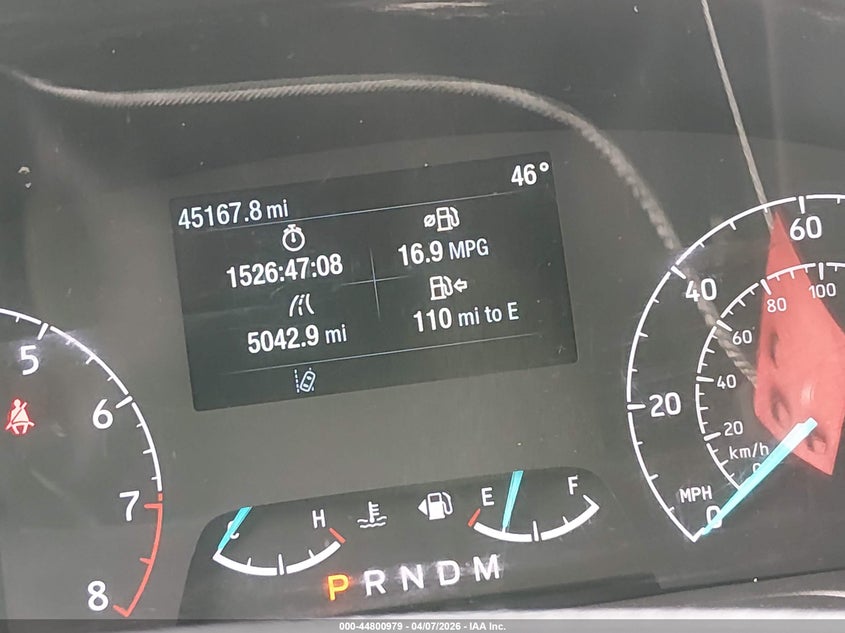 45167.8 mi
46°
1526:47:08
16.9 MPG
5042.9 mi
110 mi to E
5
6
7
8
C
H
E
F
P R N D M
60
40
20
0
MPH
100
80
60
40
20
0
km/h
000-44800979 - 04/07/2026 - IAA Inc.